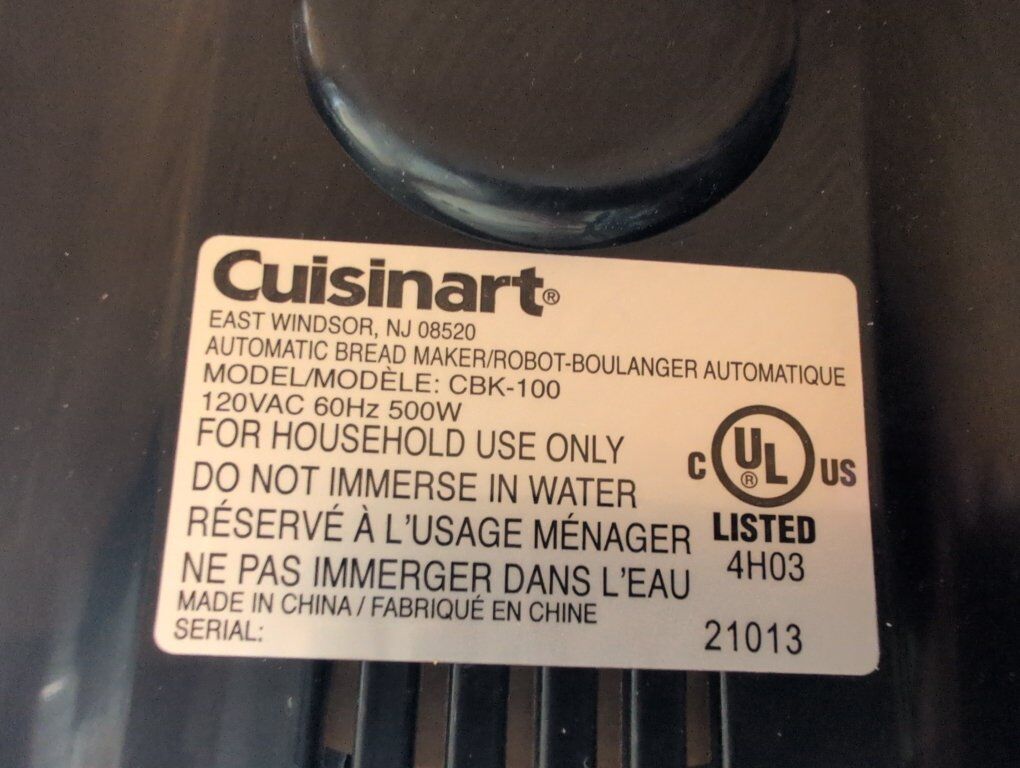 Cuisinart®
EAST WINDSOR, NJ 08520
AUTOMATIC BREAD MAKER/ROBOT-BOULANGER AUTOMATIQUE
MODEL/MODÈLE: CBK-100
120VAC 60Hz 500W
FOR HOUSEHOLD USE ONLY
DO NOT IMMERSE IN WATER
RÉSERVÉ À L'USAGE MÉNAGER
NE PAS IMMERGER DANS L'EAU
MADE IN CHINA / FABRIQUÉ EN CHINE
SERIAL:
C UL® US
LISTED
4H03
21013